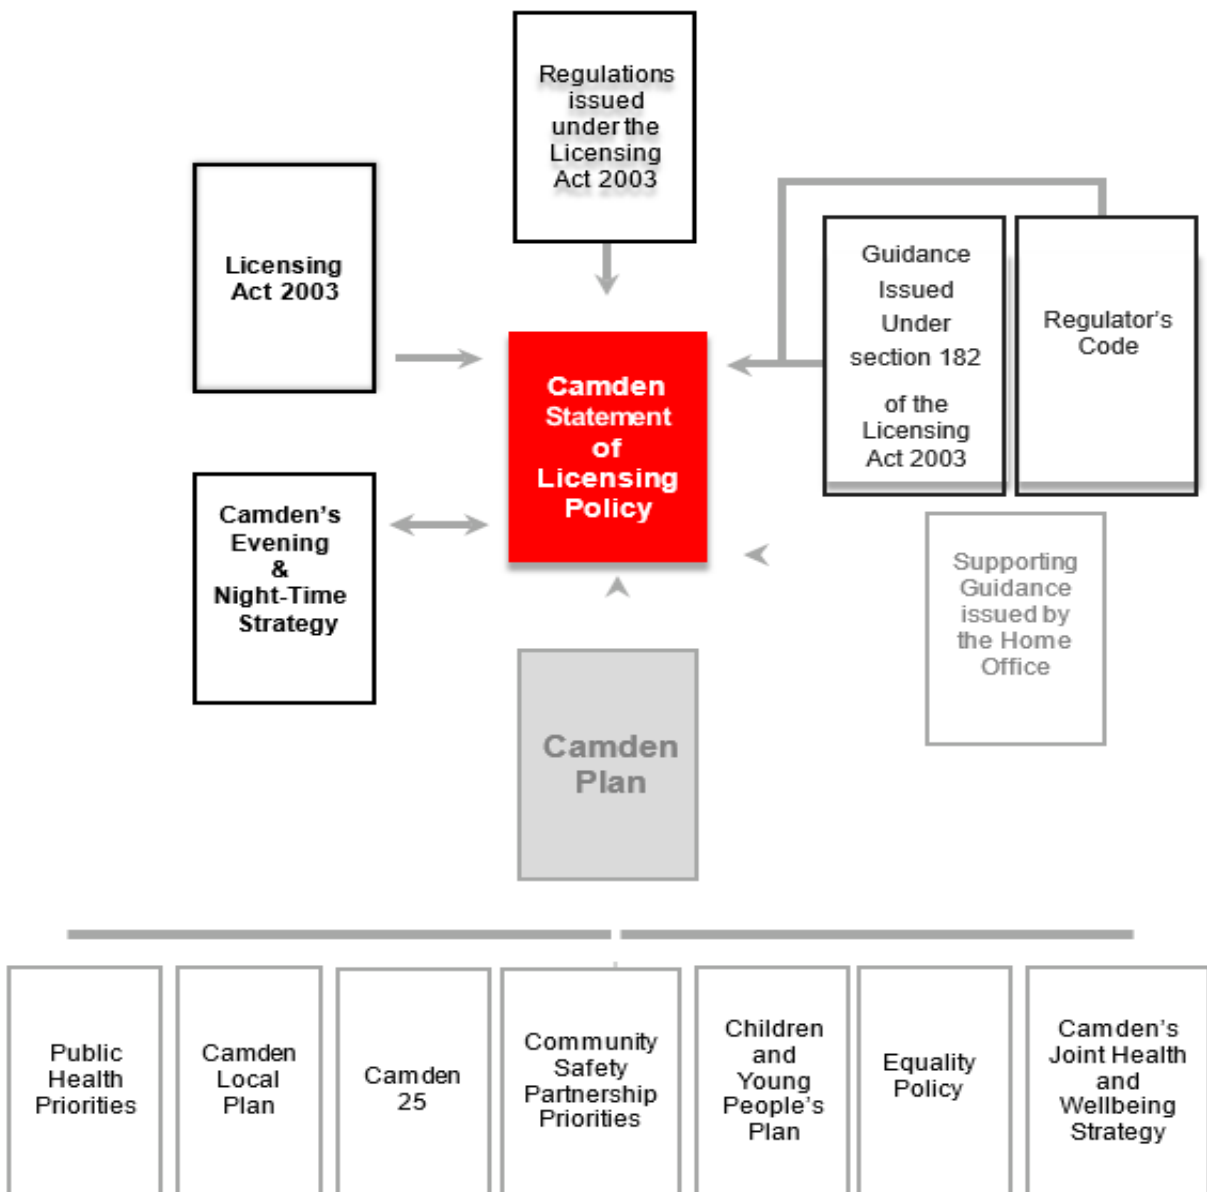 Regulations
issued
under the
Licensing
Act 2003
Licensing
Act 2003
Guidance
Issued
Under
section 182
of the
Licensing
Act 2003
Regulator's
Code
Camden
Statement
of
Licensing
Policy
Camden's
Evening
&
Night-Time
Strategy
Supporting
Guidance
issued by
the Home
Office
Camden
Plan
Public
Health
Priorities
Camden
Local
Plan
Camden
25
Community
Safety
Partnership
Priorities
Children
and
Young
People's
Plan
Equality
Policy
Camden's
Joint Health
and
Wellbeing
Strategy